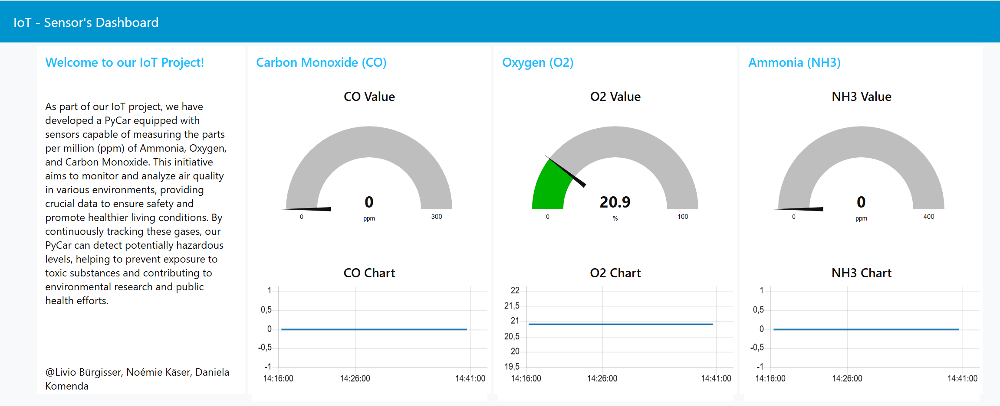 IoT - Sensor's Dashboard
Welcome to our IoT Project!
As part of our IoT project, we have
developed a PyCar equipped with
sensors capable of measuring the parts
per million (ppm) of Ammonia, Oxygen,
and Carbon Monoxide. This initiative
aims to monitor and analyze air quality
in various environments, providing
crucial data to ensure safety and
promote healthier living conditions. By
continuously tracking these gases, our
PyCar can detect potentially hazardous
levels, helping to prevent exposure to
toxic substances and contributing to
environmental research and public
health efforts.
@Livio Bürgisser, Noémie Käser, Daniela
Komenda
Carbon Monoxide (CO)
CO Value
0
0
ppm
300
CO Chart
1
0,5
0
-0,5
-1
14:16:00 14:26:00 14:41:00
Oxygen (O2)
O2 Value
20.9
0
%
100
O2 Chart
22
21,5
21
20,5
20
19,5
14:16:00 14:26:00 14:41:00
Ammonia (NH3)
NH3 Value
0
0
ppm
400
NH3 Chart
1
0,5
0
-0,5
-1
14:16:00 14:26:00 14:41:00